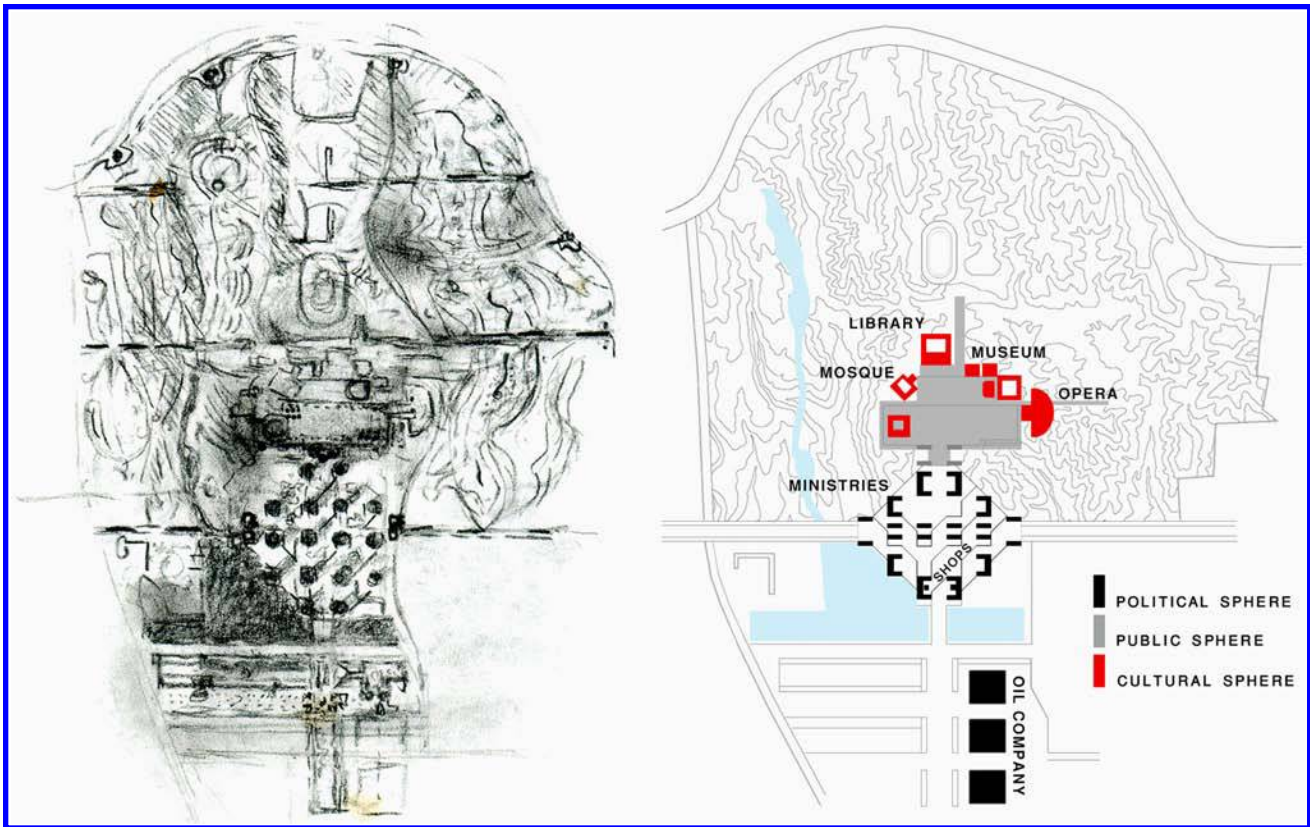 LIBRARY
MUSEUM
MOSQUE
OPERA
MINISTRIES
SHOPS
POLITICAL SPHERE
PUBLIC SPHERE
CULTURAL SPHERE
OIL COMPANY